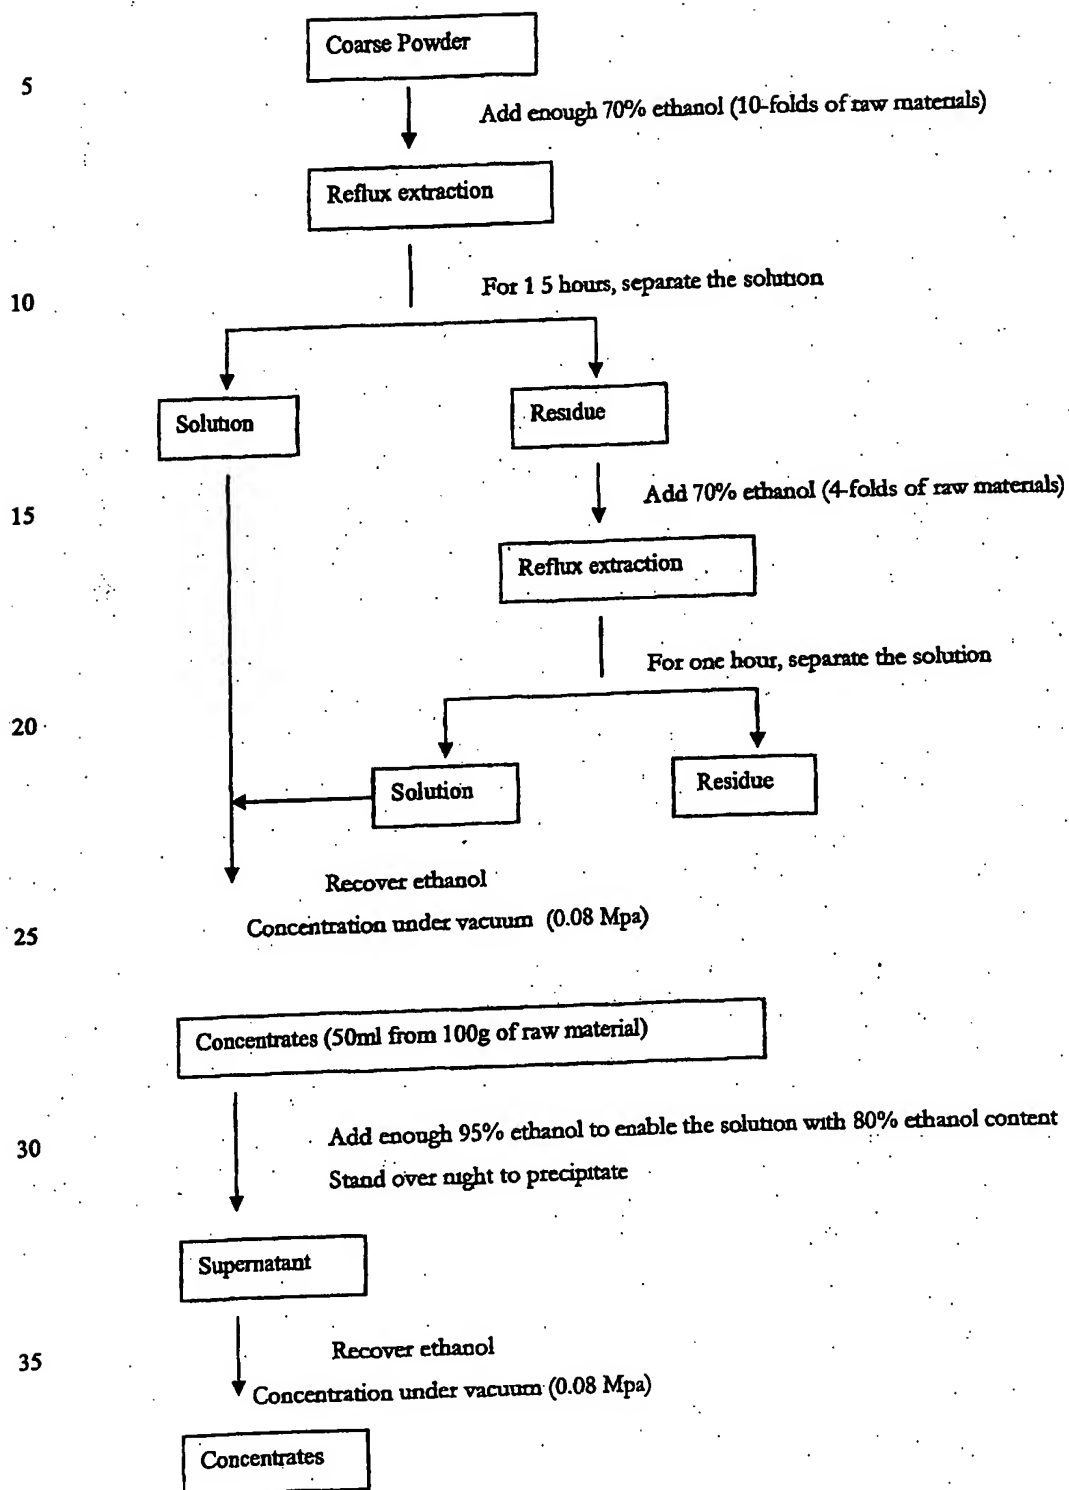 Coarse Powder
5
Add enough 70% ethanol (10-folds of raw materials)
Reflux extraction
For 1 5 hours, separate the solution
10
Solution
Residue
Add 70% ethanol (4-folds of raw materials)
15
Reflux extraction
For one hour, separate the solution
20
Solution
Residue
Recover ethanol
Concentration under vacuum (0.08 Mpa)
25
Concentrates (50ml from 100g of raw material)
Add enough 95% ethanol to enable the solution with 80% ethanol content
30
Stand over night to precipitate
Supernatant
Recover ethanol
35
Concentration under vacuum (0.08 Mpa)
Concentrates